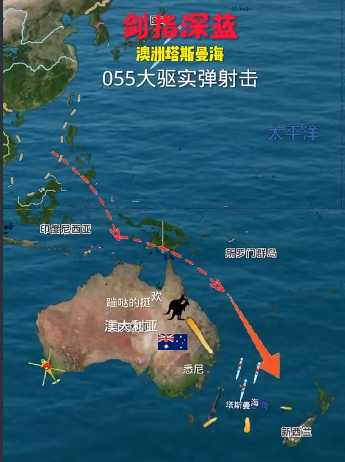 剑指深蓝
澳洲塔斯曼海
055大驱实弹射击
太平洋
印度尼西亚
所罗门群岛
蹦哒的挺欢
澳大利亚
悉尼
塔斯曼海
新西兰